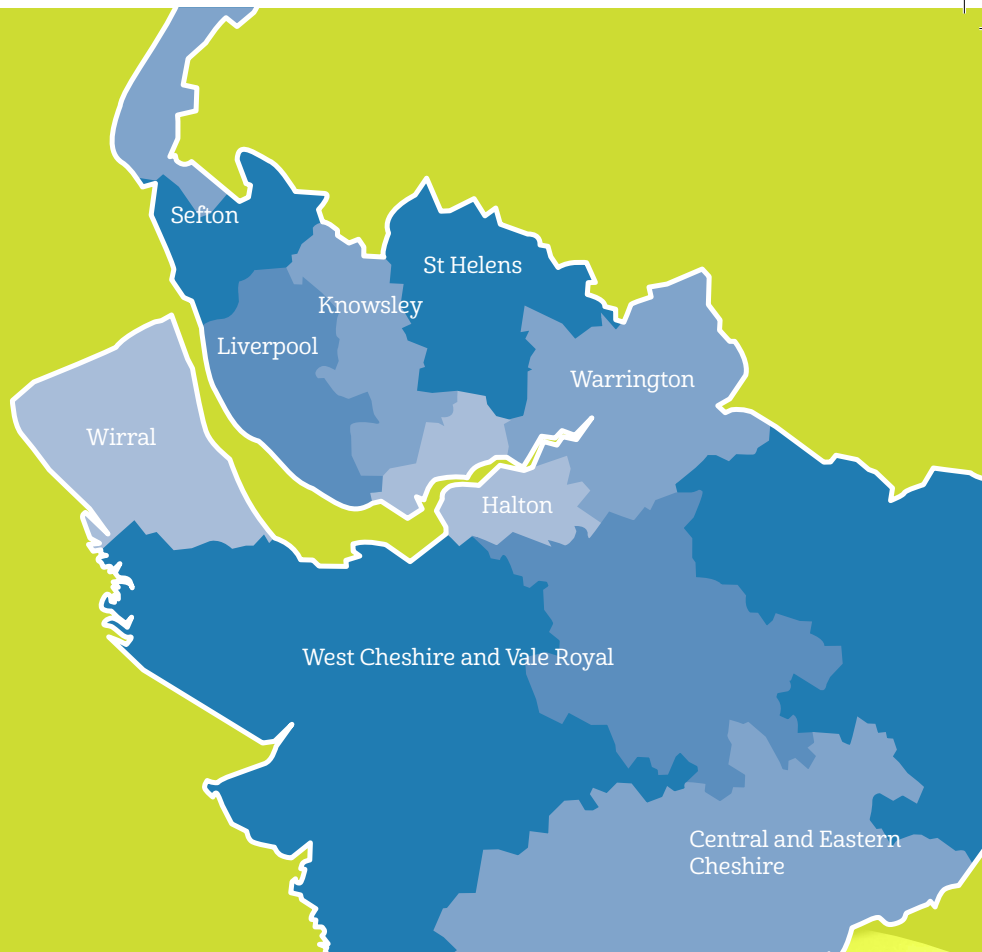 Sefton
St Helens
Knowsley
Liverpool
Warrington
Wirral
Halton
West Cheshire and Vale Royal
Central and Eastern
Cheshire